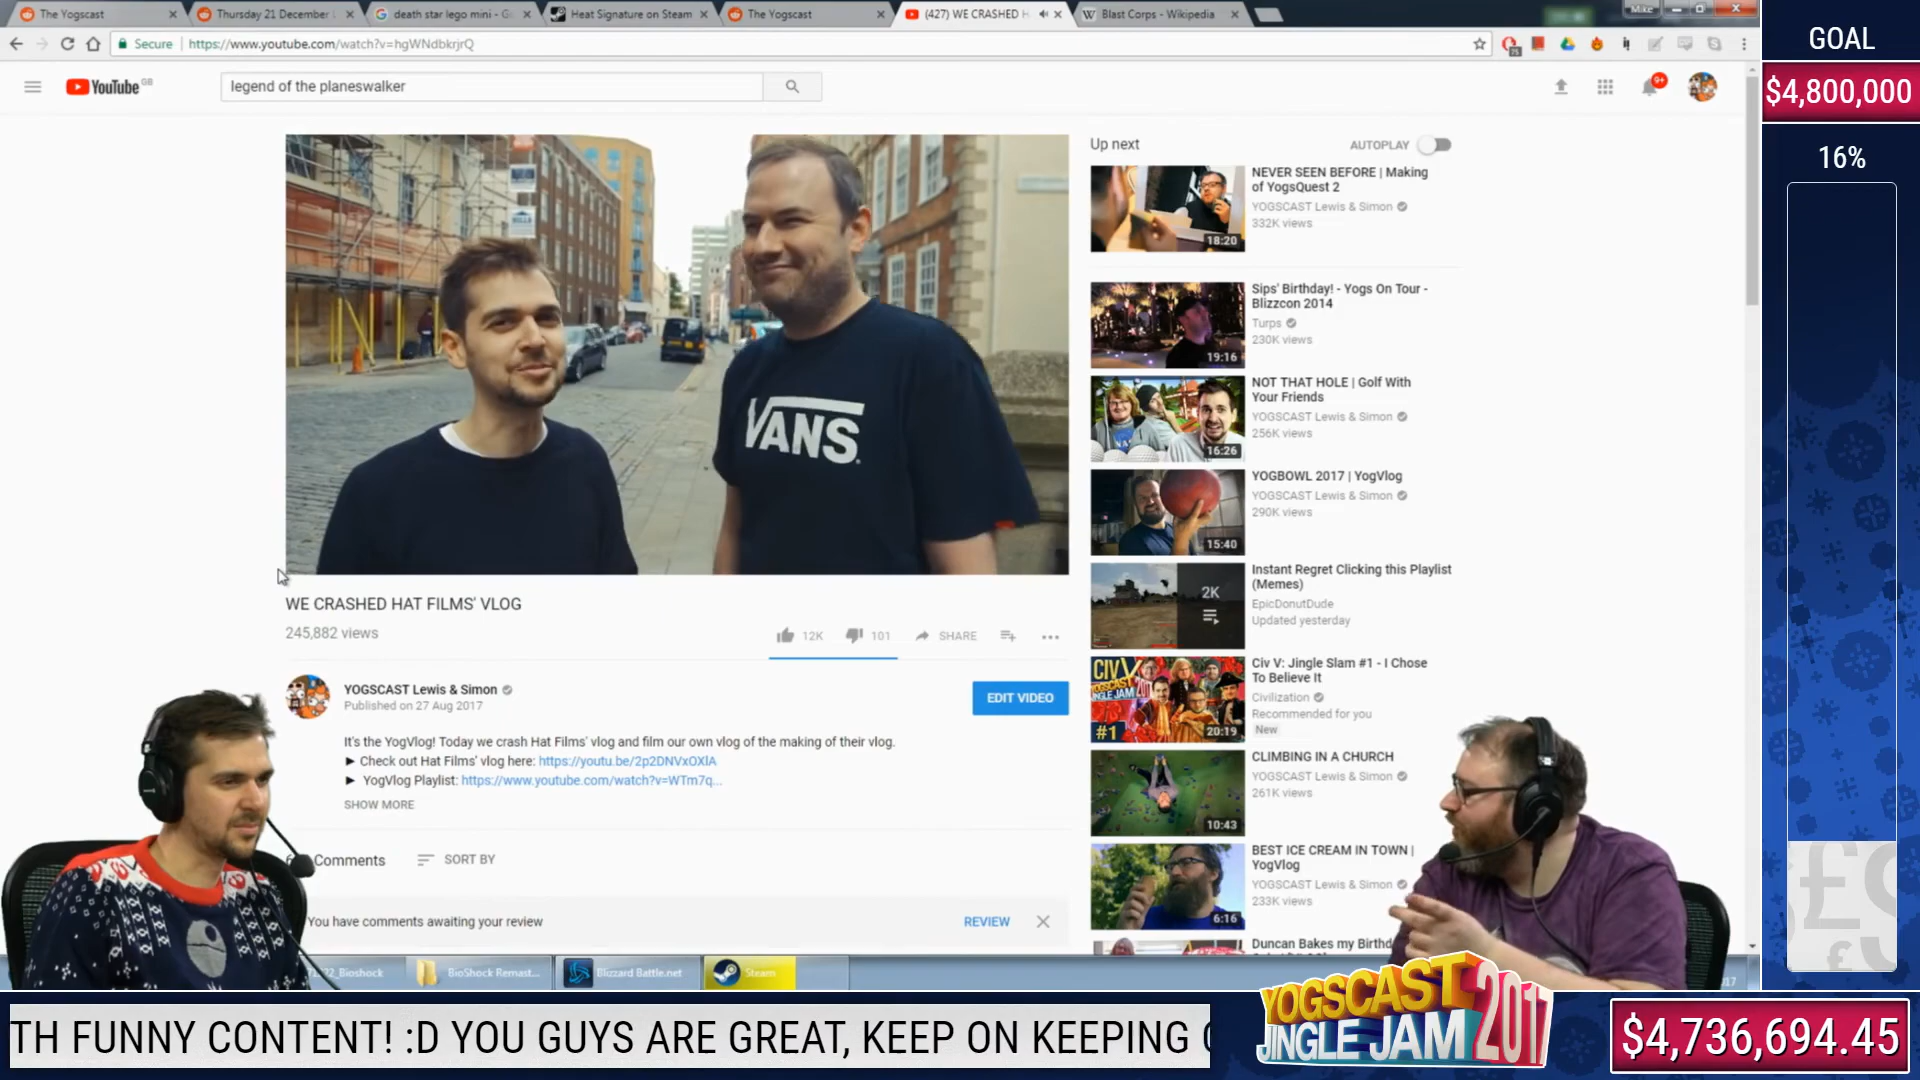 The Yogscast
Thursday 21 December
death star lego mini - G
Heat Signature on Steam
The Yogscast
(427) WE CRASHED H
Blast Corps - Wikipedia
Mike
Secure
https://www.youtube.com/watch?v=hgWNdbkrjrQ
YouTube GB
legend of the planeswalker
9+
VANS
WE CRASHED HAT FILMS' VLOG
245,882 views
12K
101
SHARE
YOGSCAST Lewis & Simon
Published on 27 Aug 2017
EDIT VIDEO
It's the YogVlog! Today we crash Hat Films' vlog and film our own vlog of the making of their vlog.
► Check out Hat Films' vlog here: https://youtu.be/2p2DNVxOXlA
► YogVlog Playlist: https://www.youtube.com/watch?v=WTm7q...
SHOW MORE
Comments
SORT BY
You have comments awaiting your review
REVIEW
Up next
AUTOPLAY
NEVER SEEN BEFORE | Making
of YogsQuest 2
YOGSCAST Lewis & Simon
332K views
18:20
Sips' Birthday! - Yogs On Tour -
Blizzcon 2014
Turps
230K views
19:16
NOT THAT HOLE | Golf With
Your Friends
YOGSCAST Lewis & Simon
256K views
16:26
YOGBOWL 2017 | YogVlog
YOGSCAST Lewis & Simon
290K views
15:40
Instant Regret Clicking this Playlist
(Memes)
EpicDonutDude
Updated yesterday
2K
Civ V: Jingle Slam #1 - I Chose
To Believe It
Civilization
Recommended for you
New
CIV V
YOGSCAST
JINGLE JAM 2017
#1
20:19
CLIMBING IN A CHURCH
YOGSCAST Lewis & Simon
261K views
10:43
BEST ICE CREAM IN TOWN |
YogVlog
YOGSCAST Lewis & Simon
233K views
6:16
Duncan Bakes my Birthd
Bioshock
BioShock Remast...
Blizzard Battle.net
Steam
GOAL
$4,800,000
16%
TH FUNNY CONTENT! :D YOU GUYS ARE GREAT, KEEP ON KEEPING
YOGSCAST
JINGLE JAM 2017
$4,736,694.45